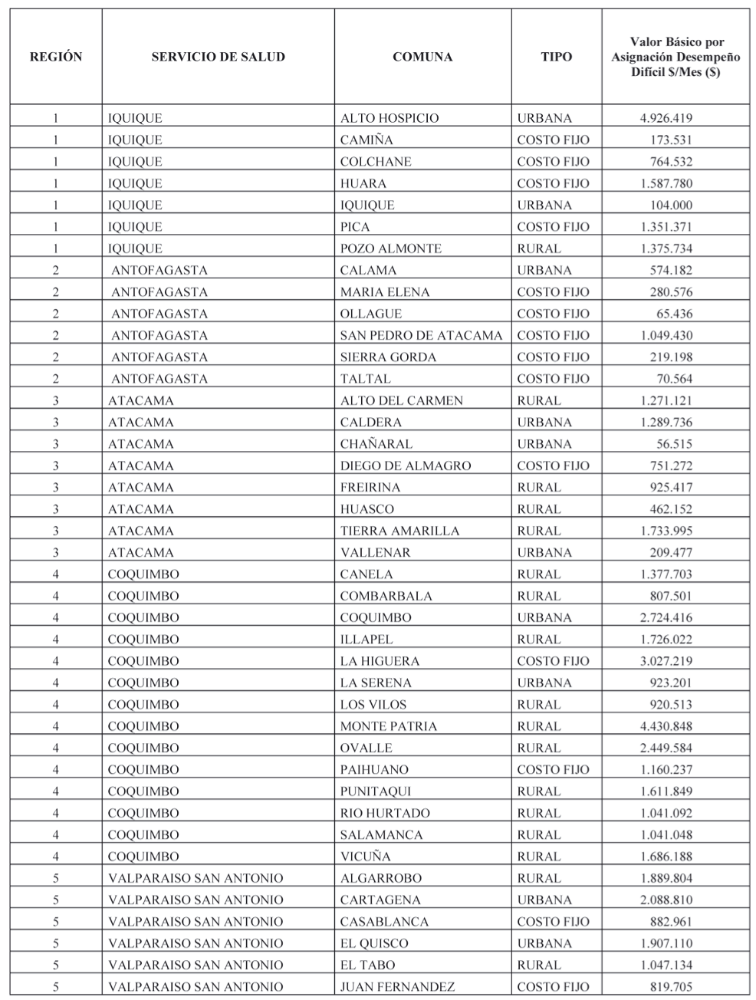 REGIÓN SERVICIO DE SALUD COMUNA TIPO Valor Básico por Asignación Desempeño Difícil $/Mes ($)
1 IQUIQUE ALTO HOSPICIO URBANA 4.926.419
1 IQUIQUE CAMIÑA COSTO FIJO 173.531
1 IQUIQUE COLCHANE COSTO FIJO 764.532
1 IQUIQUE HUARA COSTO FIJO 1.587.780
1 IQUIQUE IQUIQUE URBANA 104.000
1 IQUIQUE PICA COSTO FIJO 1.351.371
1 IQUIQUE POZO ALMONTE RURAL 1.375.734
2 ANTOFAGASTA CALAMA URBANA 574.182
2 ANTOFAGASTA MARIA ELENA COSTO FIJO 280.576
2 ANTOFAGASTA OLLAGUE COSTO FIJO 65.436
2 ANTOFAGASTA SAN PEDRO DE ATACAMA COSTO FIJO 1.049.430
2 ANTOFAGASTA SIERRA GORDA COSTO FIJO 219.198
2 ANTOFAGASTA TALTAL COSTO FIJO 70.564
3 ATACAMA ALTO DEL CARMEN RURAL 1.271.121
3 ATACAMA CALDERA URBANA 1.289.736
3 ATACAMA CHAÑARAL URBANA 56.515
3 ATACAMA DIEGO DE ALMAGRO COSTO FIJO 751.272
3 ATACAMA FREIRINA RURAL 925.417
3 ATACAMA HUASCO RURAL 462.152
3 ATACAMA TIERRA AMARILLA RURAL 1.733.995
3 ATACAMA VALLENAR URBANA 209.477
4 COQUIMBO CANELA RURAL 1.377.703
4 COQUIMBO COMBARBALA RURAL 807.501
4 COQUIMBO COQUIMBO URBANA 2.724.416
4 COQUIMBO ILLAPEL RURAL 1.726.022
4 COQUIMBO LA HIGUERA COSTO FIJO 3.027.219
4 COQUIMBO LA SERENA URBANA 923.201
4 COQUIMBO LOS VILOS RURAL 920.513
4 COQUIMBO MONTE PATRIA RURAL 4.430.848
4 COQUIMBO OVALLE RURAL 2.449.584
4 COQUIMBO PAIHUANO COSTO FIJO 1.160.237
4 COQUIMBO PUNITAQUI RURAL 1.611.849
4 COQUIMBO RIO HURTADO RURAL 1.041.092
4 COQUIMBO SALAMANCA RURAL 1.041.048
4 COQUIMBO VICUÑA RURAL 1.686.188
5 VALPARAISO SAN ANTONIO ALGARROBO RURAL 1.889.804
5 VALPARAISO SAN ANTONIO CARTAGENA URBANA 2.088.810
5 VALPARAISO SAN ANTONIO CASABLANCA COSTO FIJO 882.961
5 VALPARAISO SAN ANTONIO EL QUISCO URBANA 1.907.110
5 VALPARAISO SAN ANTONIO EL TABO RURAL 1.047.134
5 VALPARAISO SAN ANTONIO JUAN FERNANDEZ COSTO FIJO 819.705